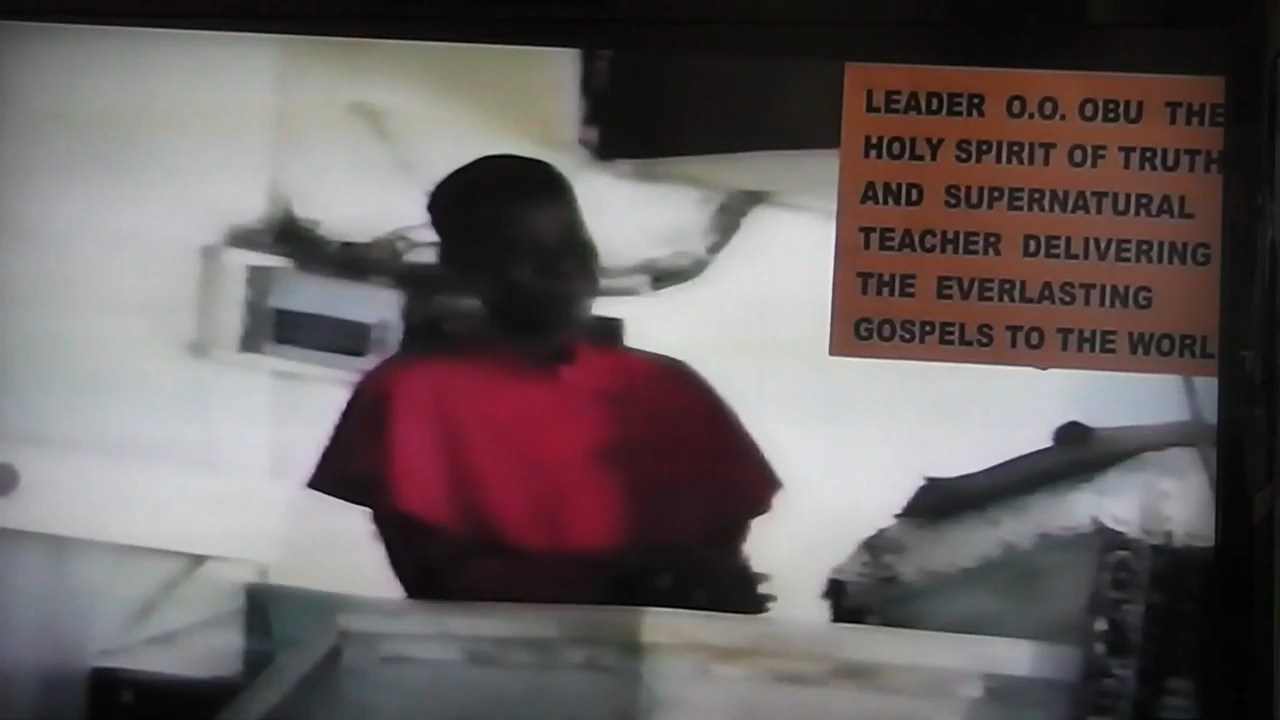 LEADER O.O. OBU THE
HOLY SPIRIT OF TRUTH
AND SUPERNATURAL
TEACHER DELIVERING
THE EVERLASTING
GOSPELS TO THE WORL